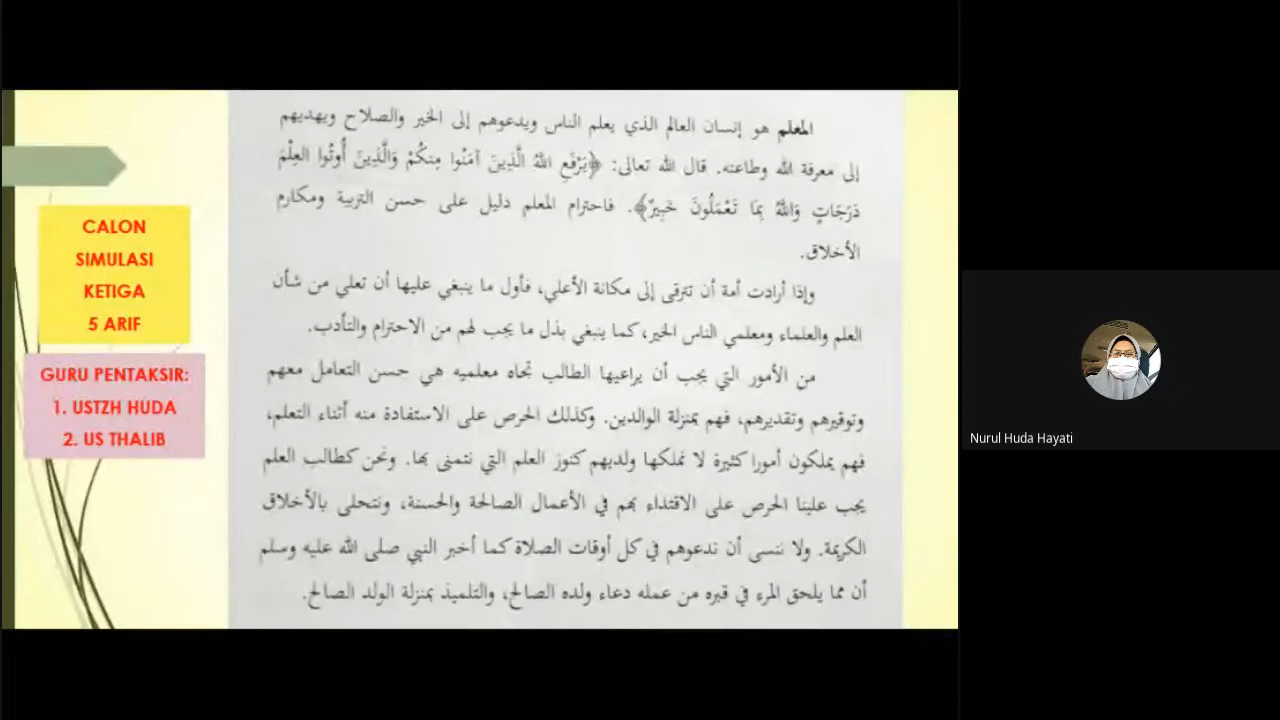 المعلم هو إنسان العالم الذي يعلم الناس ويدعوهم إلى الخير والصلاح ويهديهم
إلى معرفة الله وطاعته. قال الله تعالى: ﴿يَرْفَعِ اللهُ الَّذِينَ آمَنُوا مِنكُمْ وَالَّذِينَ أُوتُوا العِلْمَ
دَرَجَاتٍ وَاللهُ بِمَا تَعْمَلُونَ خَبِيرٌ﴾. فاحترام المعلم دليل على حسن التربية ومكارم
الأخلاق.
وإذا أرادت أمة أن تترقى إلى مكانة الأعلي، فأول ما ينبغي عليها أن تعلي من شأن
العلم والعلماء ومعلمي الناس الخير، كما ينبغي بذل ما يجب لهم من الاحترام والتأدب.
من الأمور التي يجب أن يراعيها الطالب تجاه معلميه هي حسن التعامل معهم
وتوقيرهم وتقديرهم، فهم بمنزلة الوالدين. وكذلك الحرص على الاستفادة منه أثناء التعلم،
فهم يملكون أمورا كثيرة لا نملكها ولديهم كنوز العلم التي نتمنى بها. ونحن كطالب العلم
يجب علينا الحرص على الاقتداء بهم في الأعمال الصالحة والحسنة، ونتحلى بالأخلاق
الكريمة. ولا ننسى أن ندعوهم في كل أوقات الصلاة كما أخبر النبي صلى الله عليه وسلم
أن مما يلحق المرء في قبره من عمله دعاء ولده الصالح، والتلميذ بمنزلة الولد الصالح.
CALON
SIMULASI
KETIGA
5 ARIF
GURU PENTAKSIR:
1. USTZH HUDA
2. US THALIB
Nurul Huda Hayati